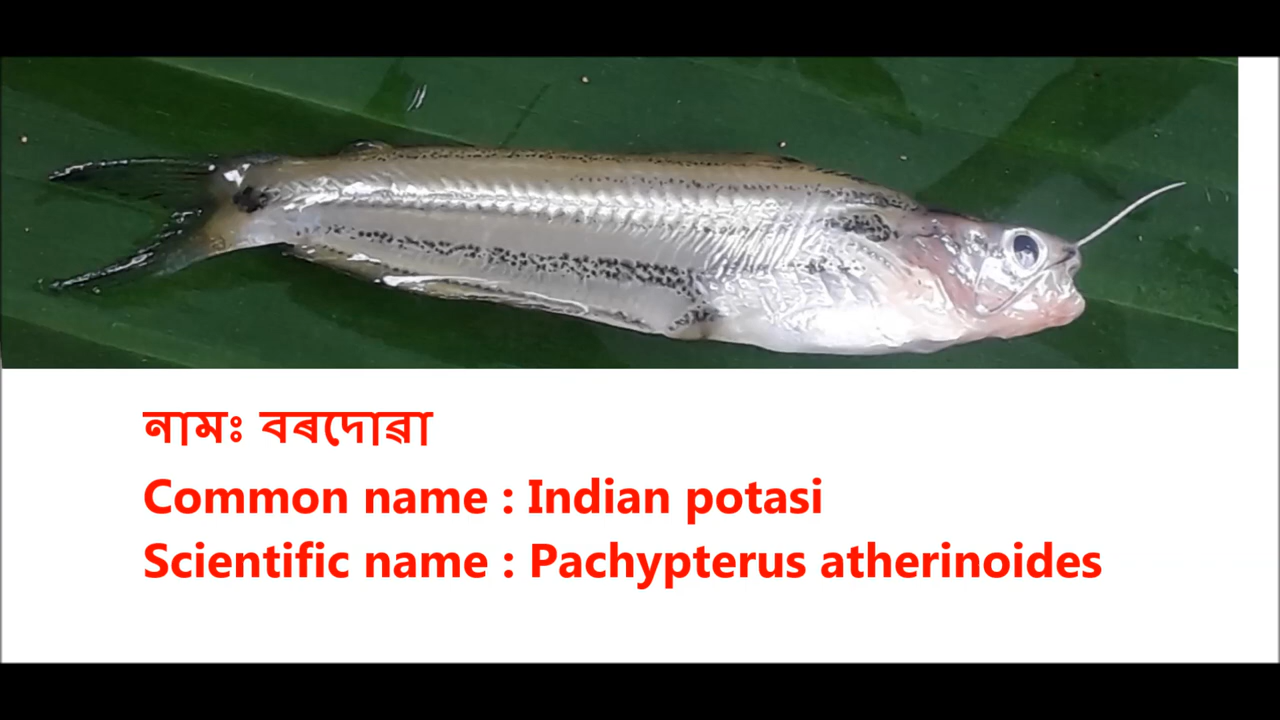 নামঃ বৰদোৱা
Common name : Indian potasi
Scientific name : Pachypterus atherinoides